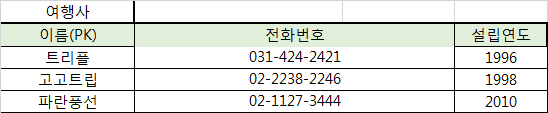 여행사
이름(PK) 전화번호 설립연도
트리플 031-424-2421 1996
고고트립 02-2238-2246 1998
파란풍선 02-1127-3444 2010